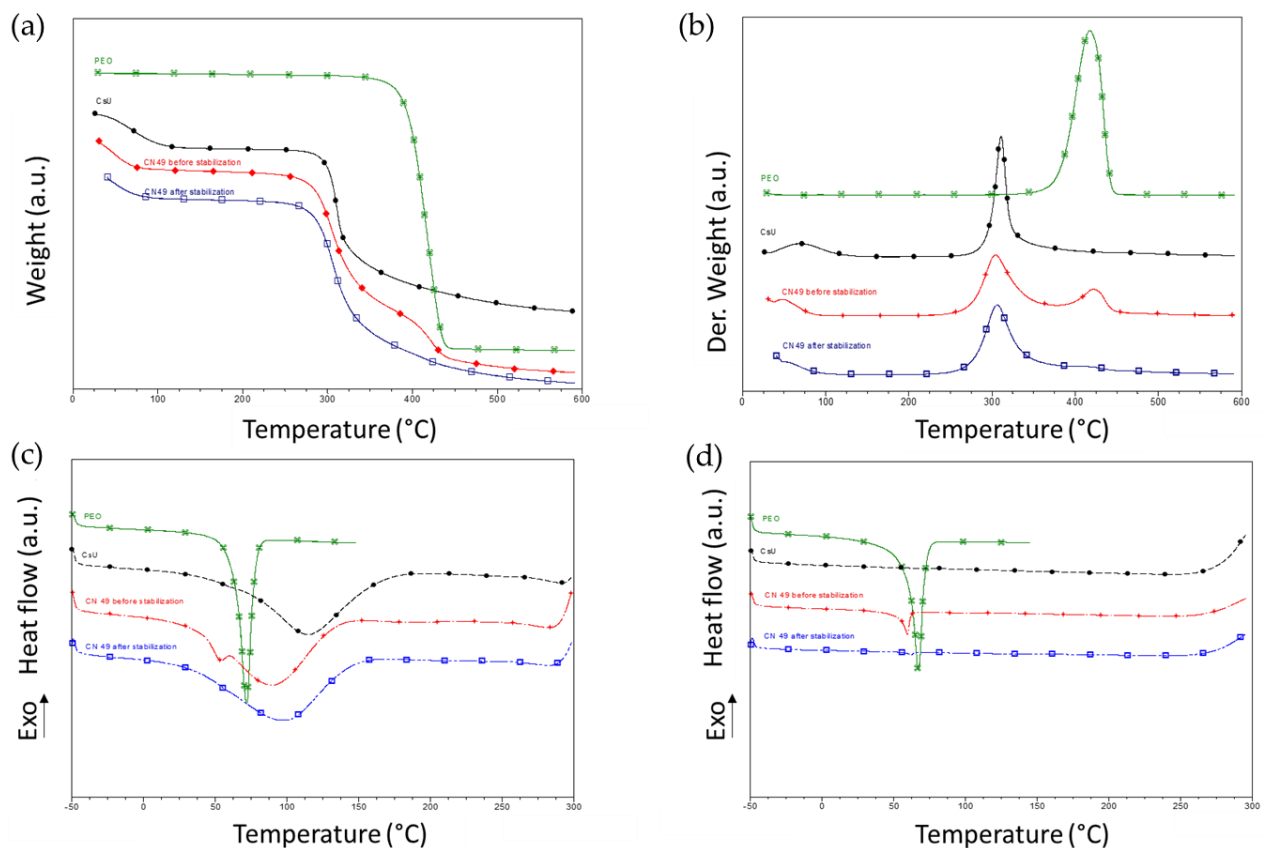 (a)
Weight (a.u.)
PEO
CsU
CN49 before stabilization
CN49 after stabilization
0 100 200 300 400 500 600
Temperature (°C)
(b)
Der. Weight (a.u.)
PEO
CsU
CN49 before stabilization
CN49 after stabilization
0 100 200 300 400 500 600
Temperature (°C)
(c)
Exo
Heat flow (a.u.)
PEO
CsU
CN 49 before stabilization
CN 49 after stabilization
-50 0 50 100 150 200 250 300
Temperature (°C)
(d)
Exo
Heat flow (a.u.)
PEO
CsU
CN 49 before stabilization
CN 49 after stabilization
-50 0 50 100 150 200 250 300
Temperature (°C)